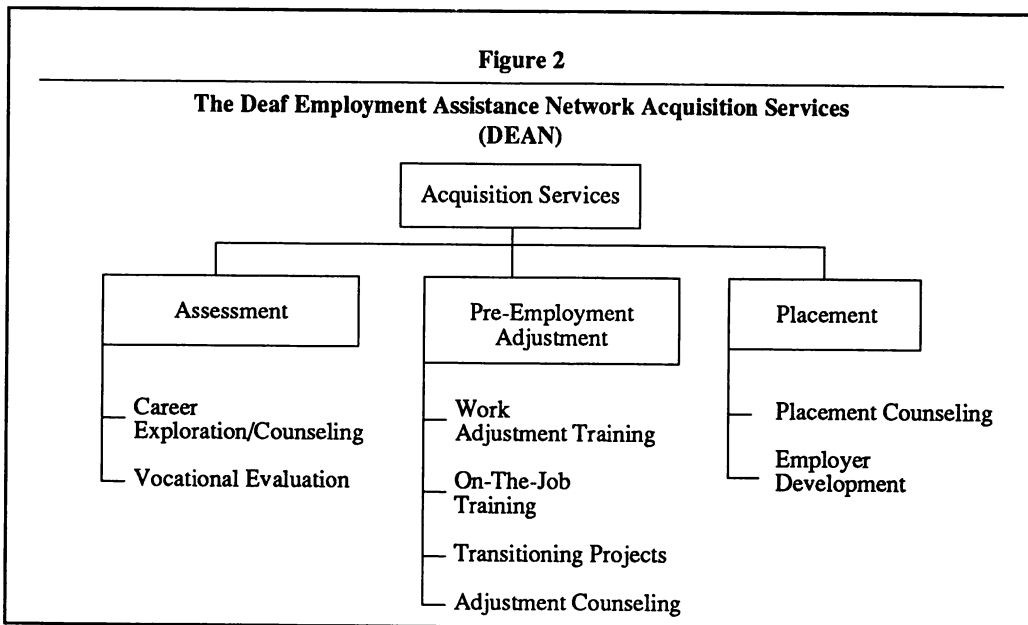 Figure 2
The Deaf Employment Assistance Network Acquisition Services
(DEAN)
Acquisition Services
Assessment
Career
Exploration/Counseling
Vocational Evaluation
Pre-Employment
Adjustment
Work
Adjustment Training
On-The-Job
Training
Transitioning Projects
Adjustment Counseling
Placement
Placement Counseling
Employer
Development